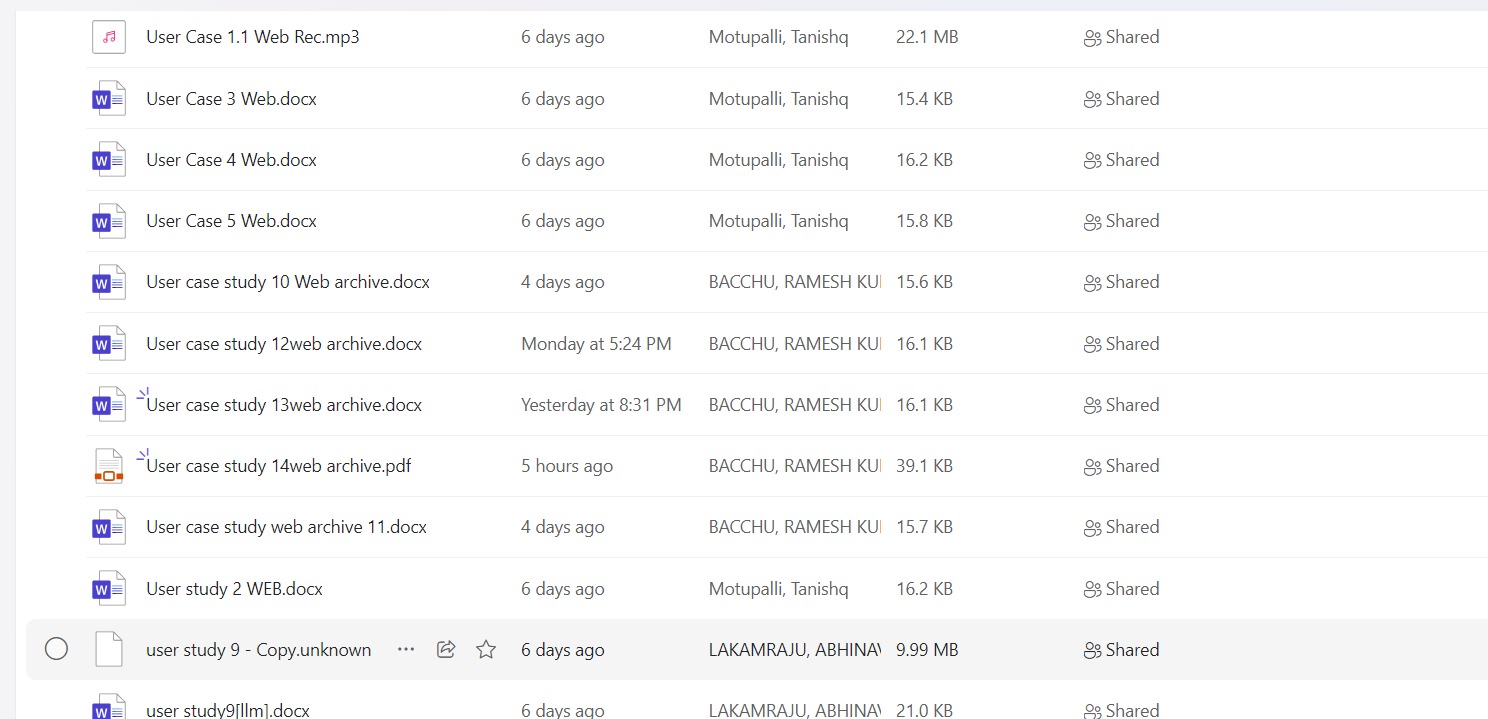 User Case 1.1 Web Rec.mp3 6 days ago Motupalli, Tanishq 22.1 MB Shared
W User Case 3 Web.docx 6 days ago Motupalli, Tanishq 15.4 KB Shared
W User Case 4 Web.docx 6 days ago Motupalli, Tanishq 16.2 KB Shared
W User Case 5 Web.docx 6 days ago Motupalli, Tanishq 15.8 KB Shared
W User case study 10 Web archive.docx 4 days ago BACCHU, RAMESH KU 15.6 KB Shared
W User case study 12web archive.docx Monday at 5:24 PM BACCHU, RAMESH KU 16.1 KB Shared
W User case study 13web archive.docx Yesterday at 8:31 PM BACCHU, RAMESH KU 16.1 KB Shared
User case study 14web archive.pdf 5 hours ago BACCHU, RAMESH KU 39.1 KB Shared
W User case study web archive 11.docx 4 days ago BACCHU, RAMESH KU 15.7 KB Shared
W User study 2 WEB.docx 6 days ago Motupalli, Tanishq 16.2 KB Shared
user study 9 - Copy.unknown ... 6 days ago LAKAMRAJU, ABHINAV 9.99 MB Shared
W user study9[llm].docx 6 days ago LAKAMRAJU, ABHINAV 21.0 KB Shared